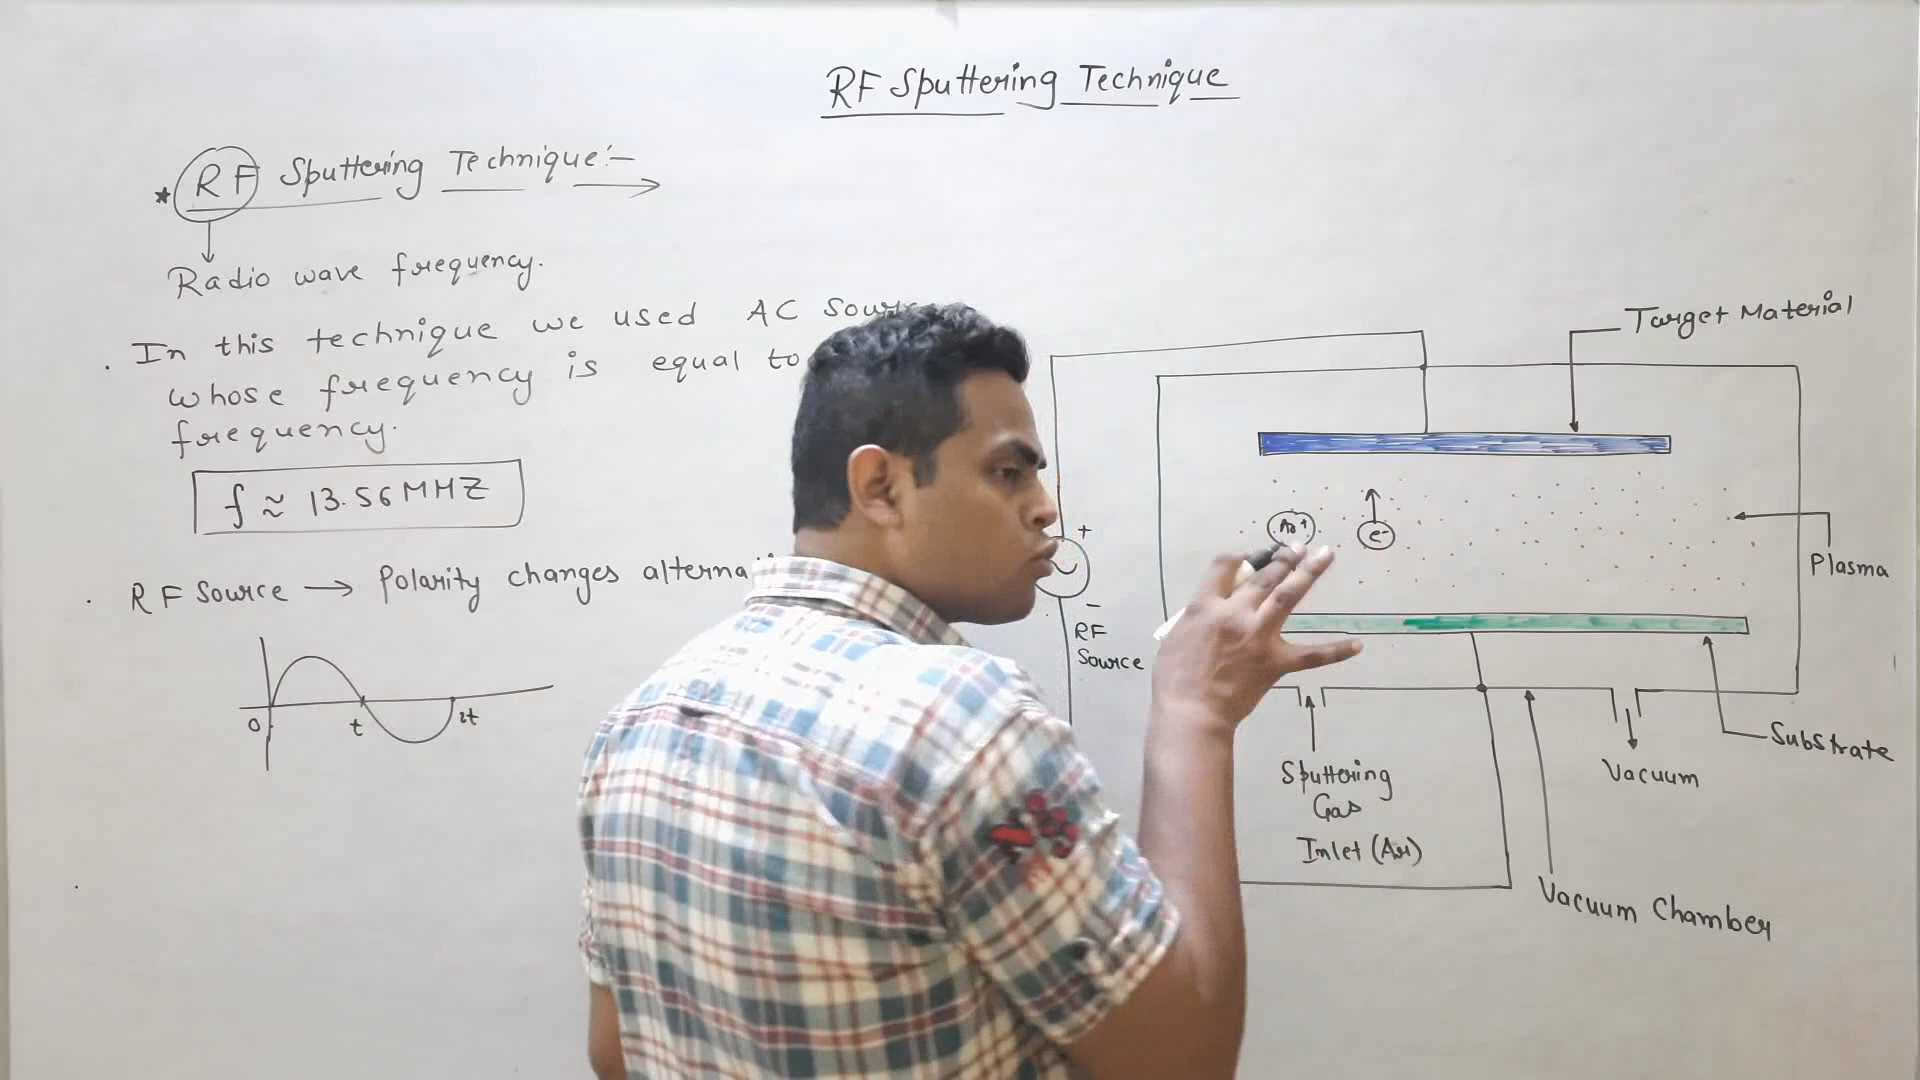 RF Sputtering Technique
* RF Sputtering Technique:-
Radio wave frequency.
. In this technique we used AC
whose frequency is equal to
frequency.
f ≈ 13.56 MHZ
. RF Source → Polarity changes
0 t 2t
Target Material
Ar+
e-
Plasma
+
-
RF
Source
Substrate
Sputtering
Gas
Inlet (Ar)
Vacuum
Vacuum Chamber